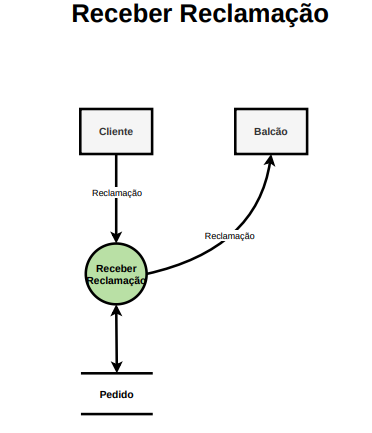 Receber Reclamação
Cliente
Balcão
Reclamação
Reclamação
Receber
Reclamação
Pedido